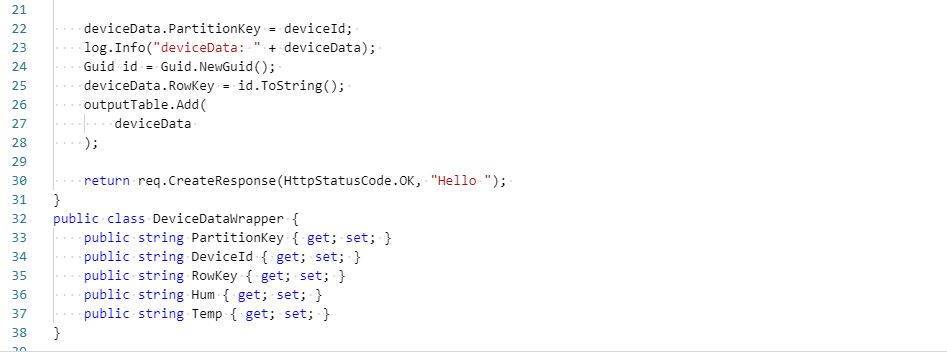 21
22 deviceData.PartitionKey = deviceId;
23 log.Info("deviceData: " + deviceData);
24 Guid id = Guid.NewGuid();
25 deviceData.RowKey = id.ToString();
26 outputTable.Add(
27 deviceData
28 );
29
30 return req.CreateResponse(HttpStatusCode.OK, "Hello ");
31 }
32 public class DeviceDataWrapper {
33 public string PartitionKey { get; set; }
34 public string DeviceId { get; set; }
35 public string RowKey { get; set; }
36 public string Hum { get; set; }
37 public string Temp { get; set; }
38 }
39